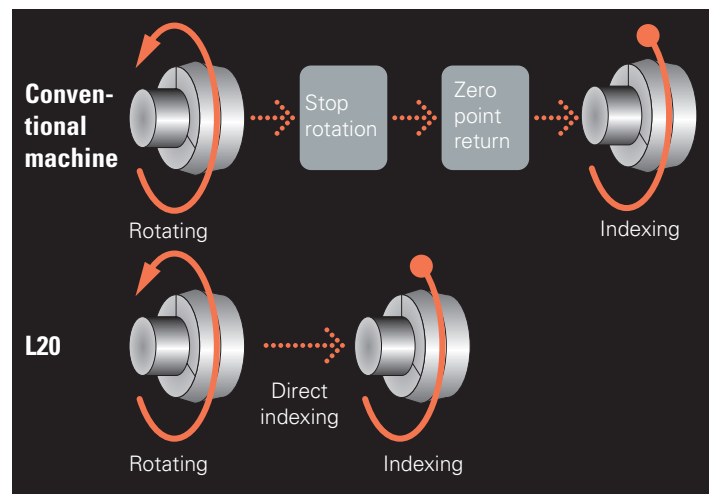 Conven-
tional
machine
Rotating
Stop
rotation
Zero
point
return
Indexing
L20
Rotating
Direct
indexing
Indexing